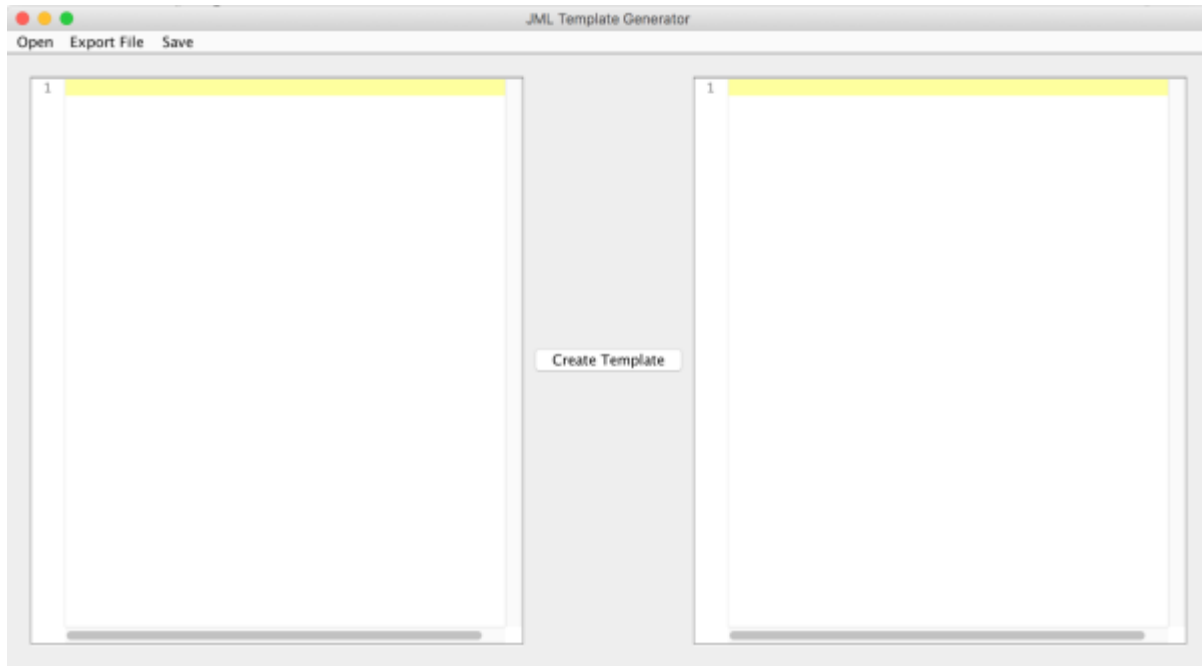 JML Template Generator
Open Export File Save
1
1
Create Template